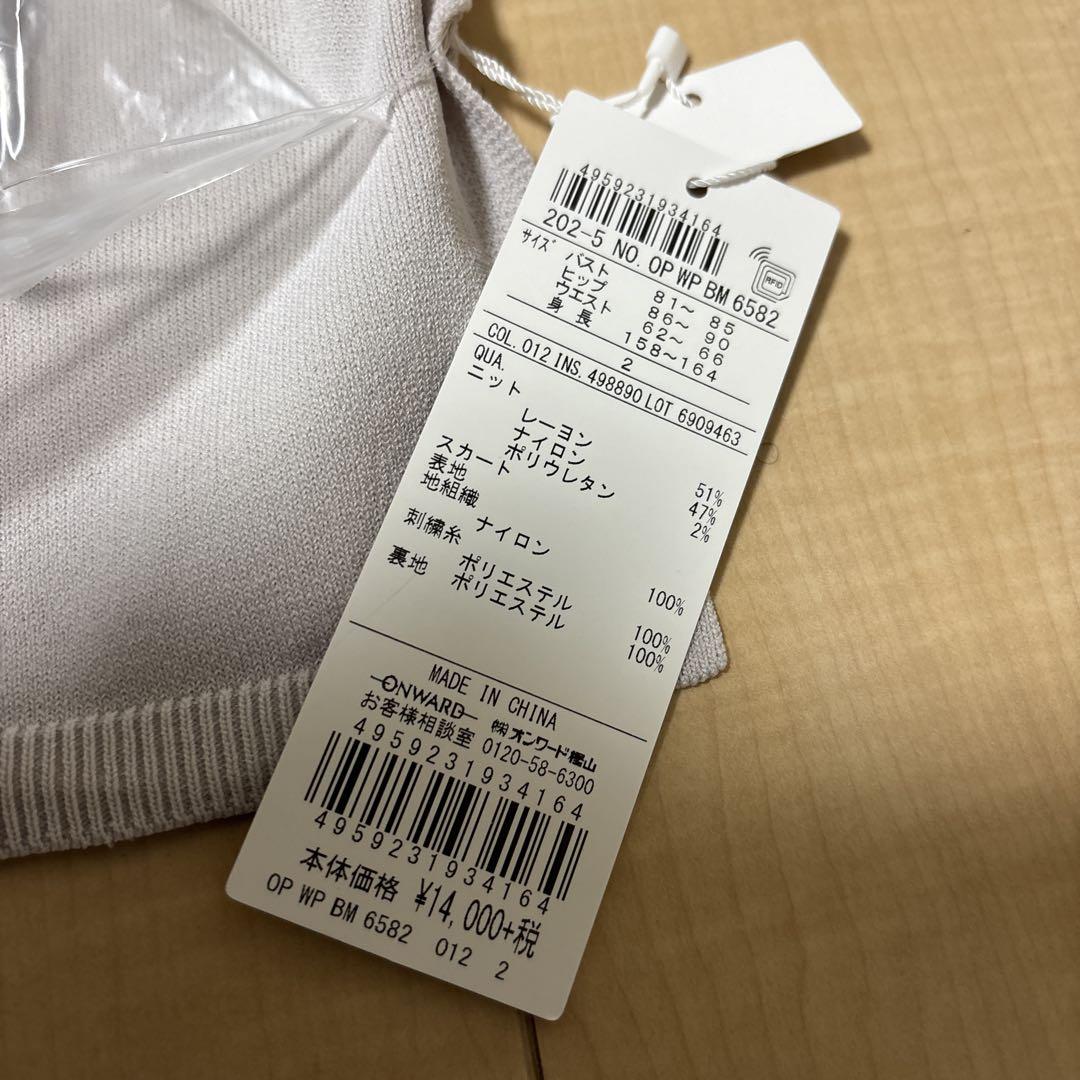 4959231934164
202-5 NO. OP WP BM 6582
RFID
サイズ
バスト 81～ 85
ヒップ 86～ 90
ウエスト 62～ 66
身長 158～164
2
COL. 012 INS. 498890 LOT 6909463
QUA.
ニット
レーヨン 51%
ナイロン 47%
ポリウレタン 2%
スカート
表地
地組織
ナイロン 100%
刺繍糸
ポリエステル 100%
裏地 ポリエステル 100%
MADE IN CHINA
ONWARD ㈱オンワード樫山
お客様相談室 0120-58-6300
4959231934164
4959231934164
本体価格 ¥14,000+税
OP WP BM 6582 012 2